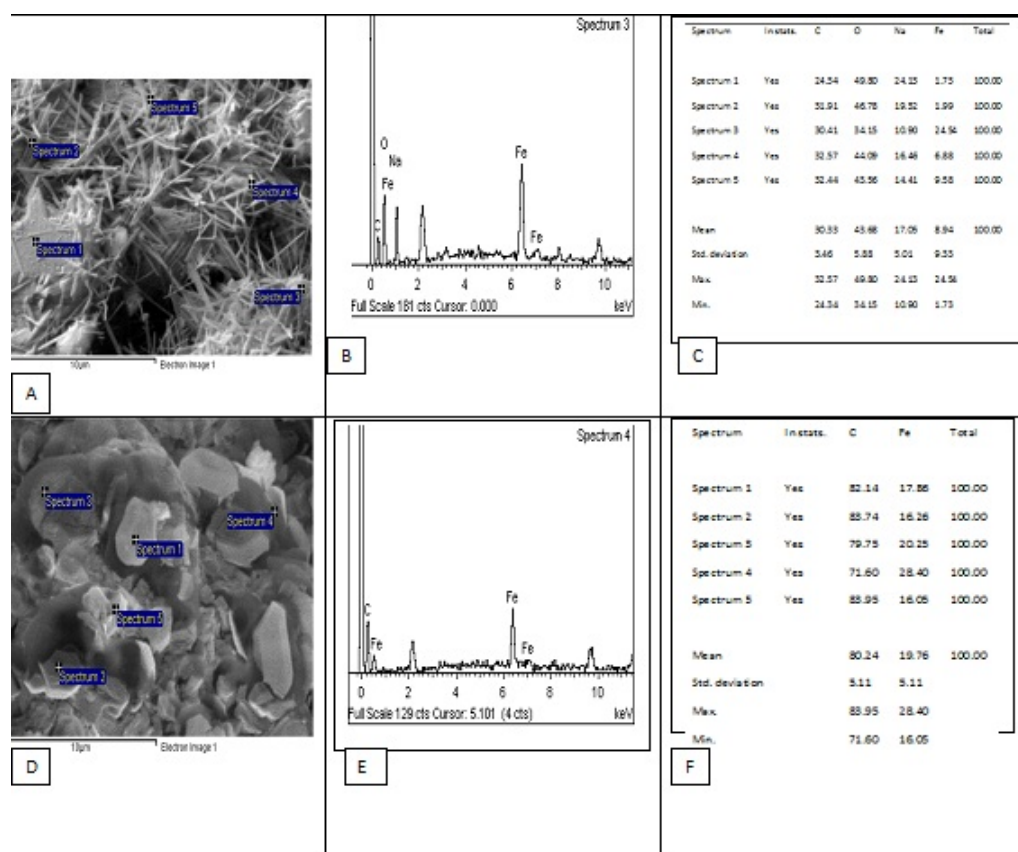 Spectrum 5
Spectrum 2
Spectrum 4
Spectrum 1
Spectrum 3
10µm Electron Image 1
A
Spectrum 3
O
Na
Fe
C
Fe
Fe
0 2 4 6 8 10
Full Scale 181 cts Cursor: 0.000 keV
B
Spectrum In stats. C O Na Fe Total
Spectrum 1 Yes 24.34 49.80 24.13 1.73 100.00
Spectrum 2 Yes 31.91 46.78 19.32 1.99 100.00
Spectrum 3 Yes 30.41 34.15 10.90 24.54 100.00
Spectrum 4 Yes 32.57 44.09 16.46 6.88 100.00
Spectrum 5 Yes 32.44 43.56 14.41 9.58 100.00
Mean 30.33 43.68 17.05 8.94 100.00
Std. deviation 3.46 5.88 5.01 9.33
Max. 32.57 49.80 24.13 24.54
Min. 24.34 34.15 10.90 1.73
C
Spectrum 3
Spectrum 4
Spectrum 1
Spectrum 5
Spectrum 2
10µm Electron Image 1
D
Spectrum 4
C
Fe
Fe
Fe
0 2 4 6 8 10
Full Scale 129 cts Cursor: 5.101 (4 cts) keV
E
Spectrum In stats. C Fe Total
Spectrum 1 Yes 82.14 17.86 100.00
Spectrum 2 Yes 83.74 16.26 100.00
Spectrum 3 Yes 79.75 20.25 100.00
Spectrum 4 Yes 71.60 28.40 100.00
Spectrum 5 Yes 83.95 16.05 100.00
Mean 80.24 19.76 100.00
Std. deviation 5.11 5.11
Max. 83.95 28.40
Min. 71.60 16.05
F